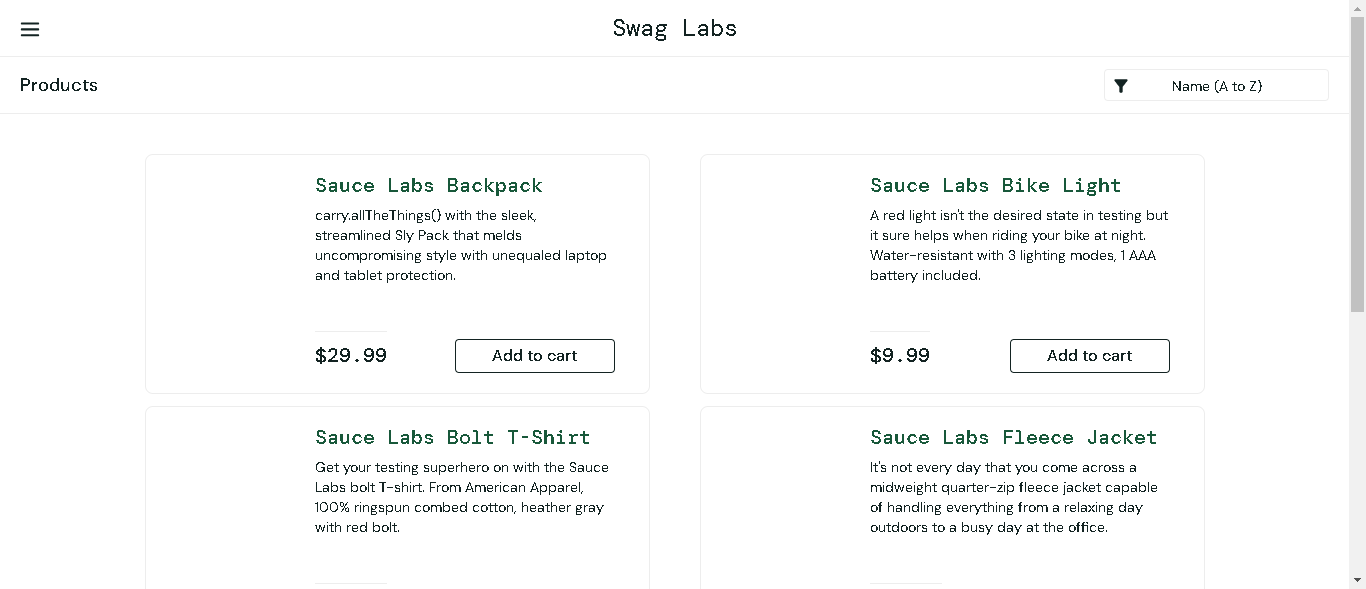 Swag Labs
Products
Name (A to Z)
Sauce Labs Backpack
carry.allTheThings() with the sleek,
streamlined Sly Pack that melds
uncompromising style with unequaled laptop
and tablet protection.
$29.99
Add to cart
Sauce Labs Bike Light
A red light isn't the desired state in testing but
it sure helps when riding your bike at night.
Water-resistant with 3 lighting modes, 1 AAA
battery included.
$9.99
Add to cart
Sauce Labs Bolt T-Shirt
Get your testing superhero on with the Sauce
Labs bolt T-shirt. From American Apparel,
100% ringspun combed cotton, heather gray
with red bolt.
Sauce Labs Fleece Jacket
It's not every day that you come across a
midweight quarter-zip fleece jacket capable
of handling everything from a relaxing day
outdoors to a busy day at the office.